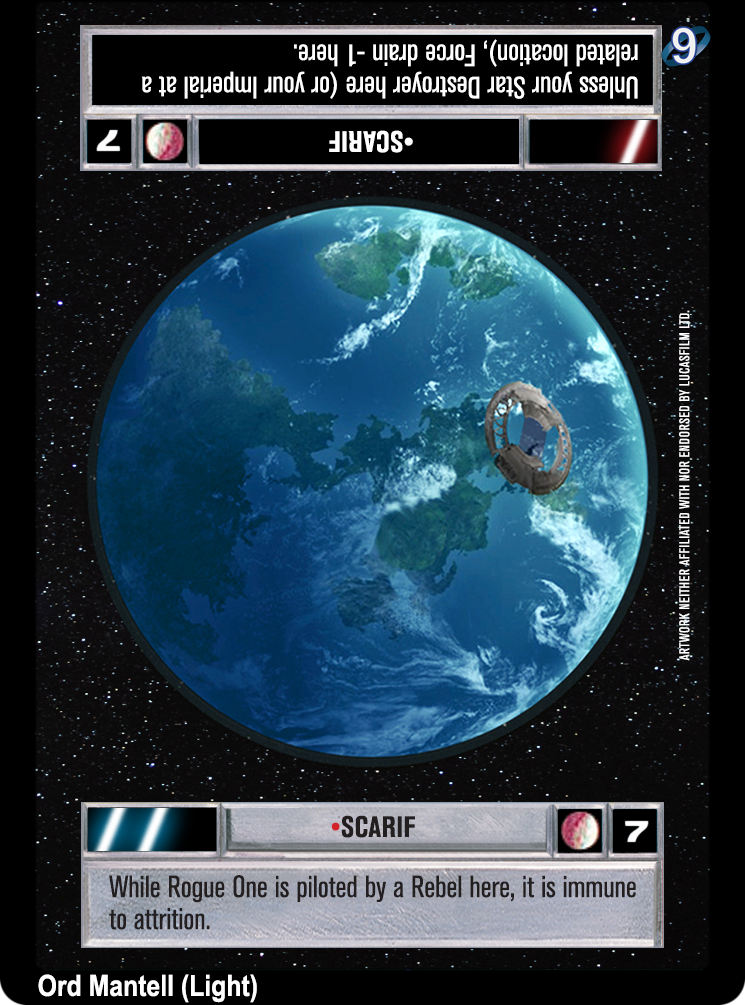 9
Unless your Star Destroyer here (or your Imperial at a
related location), Force drain -1 here.
•SCARIF
7
ARTWORK NEITHER AFFILIATED WITH NOR ENDORSED BY LUCASFILM LTD.
•SCARIF
7
While Rogue One is piloted by a Rebel here, it is immune
to attrition.
Ord Mantell (Light)